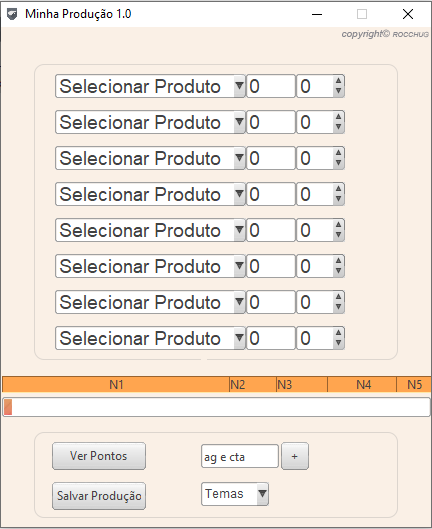 Minha Produção 1.0
copyright© ROCCHUG
Selecionar Produto 0 0
Selecionar Produto 0 0
Selecionar Produto 0 0
Selecionar Produto 0 0
Selecionar Produto 0 0
Selecionar Produto 0 0
Selecionar Produto 0 0
Selecionar Produto 0 0
N1 N2 N3 N4 N5
Ver Pontos ag e cta +
Salvar Produção Temas